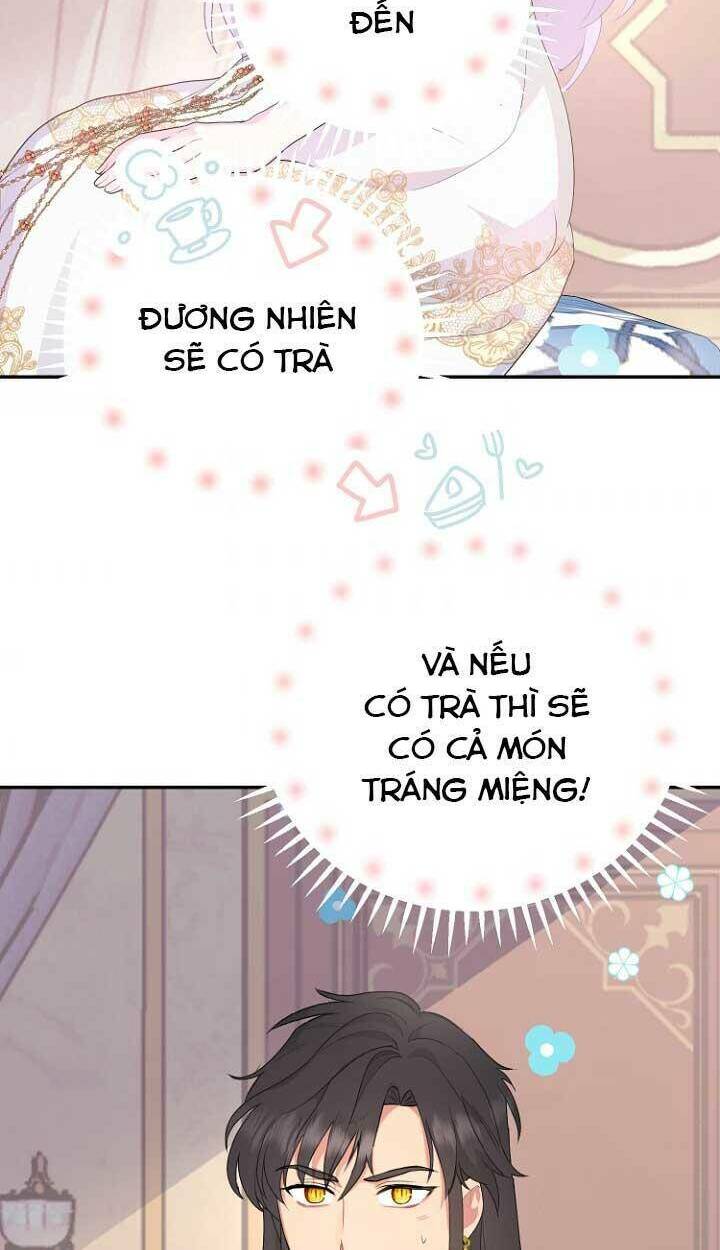 ĐẾN
ĐƯƠNG NHIÊN
SẼ CÓ TRÀ
VÀ NẾU
CÓ TRÀ THÌ SẼ
CÓ CẢ MÓN
TRÁNG MIỆNG!